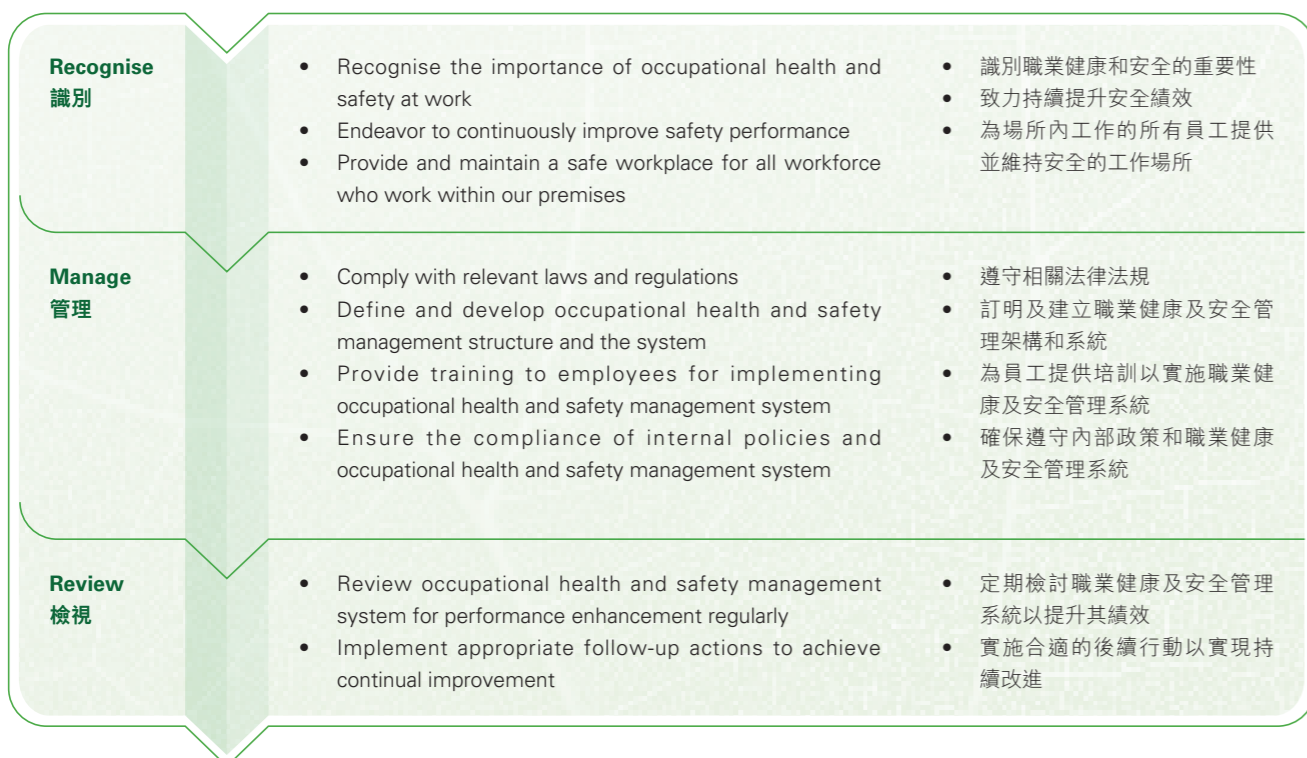 Recognise
識別
• Recognise the importance of occupational health and
safety at work
• Endeavor to continuously improve safety performance
• Provide and maintain a safe workplace for all workforce
who work within our premises
• 識別職業健康和安全的重要性
• 致力持續提升安全績效
• 為場所內工作的所有員工提供
並維持安全的工作場所
Manage
管理
• Comply with relevant laws and regulations
• Define and develop occupational health and safety
management structure and the system
• Provide training to employees for implementing
occupational health and safety management system
• Ensure the compliance of internal policies and
occupational health and safety management system
• 遵守相關法律法規
• 訂明及建立職業健康及安全管
理架構和系統
• 為員工提供培訓以實施職業健
康及安全管理系統
• 確保遵守內部政策和職業健康
及安全管理系統
Review
檢視
• Review occupational health and safety management
system for performance enhancement regularly
• Implement appropriate follow-up actions to achieve
continual improvement
• 定期檢討職業健康及安全管理
系統以提升其績效
• 實施合適的後續行動以實現持
續改進